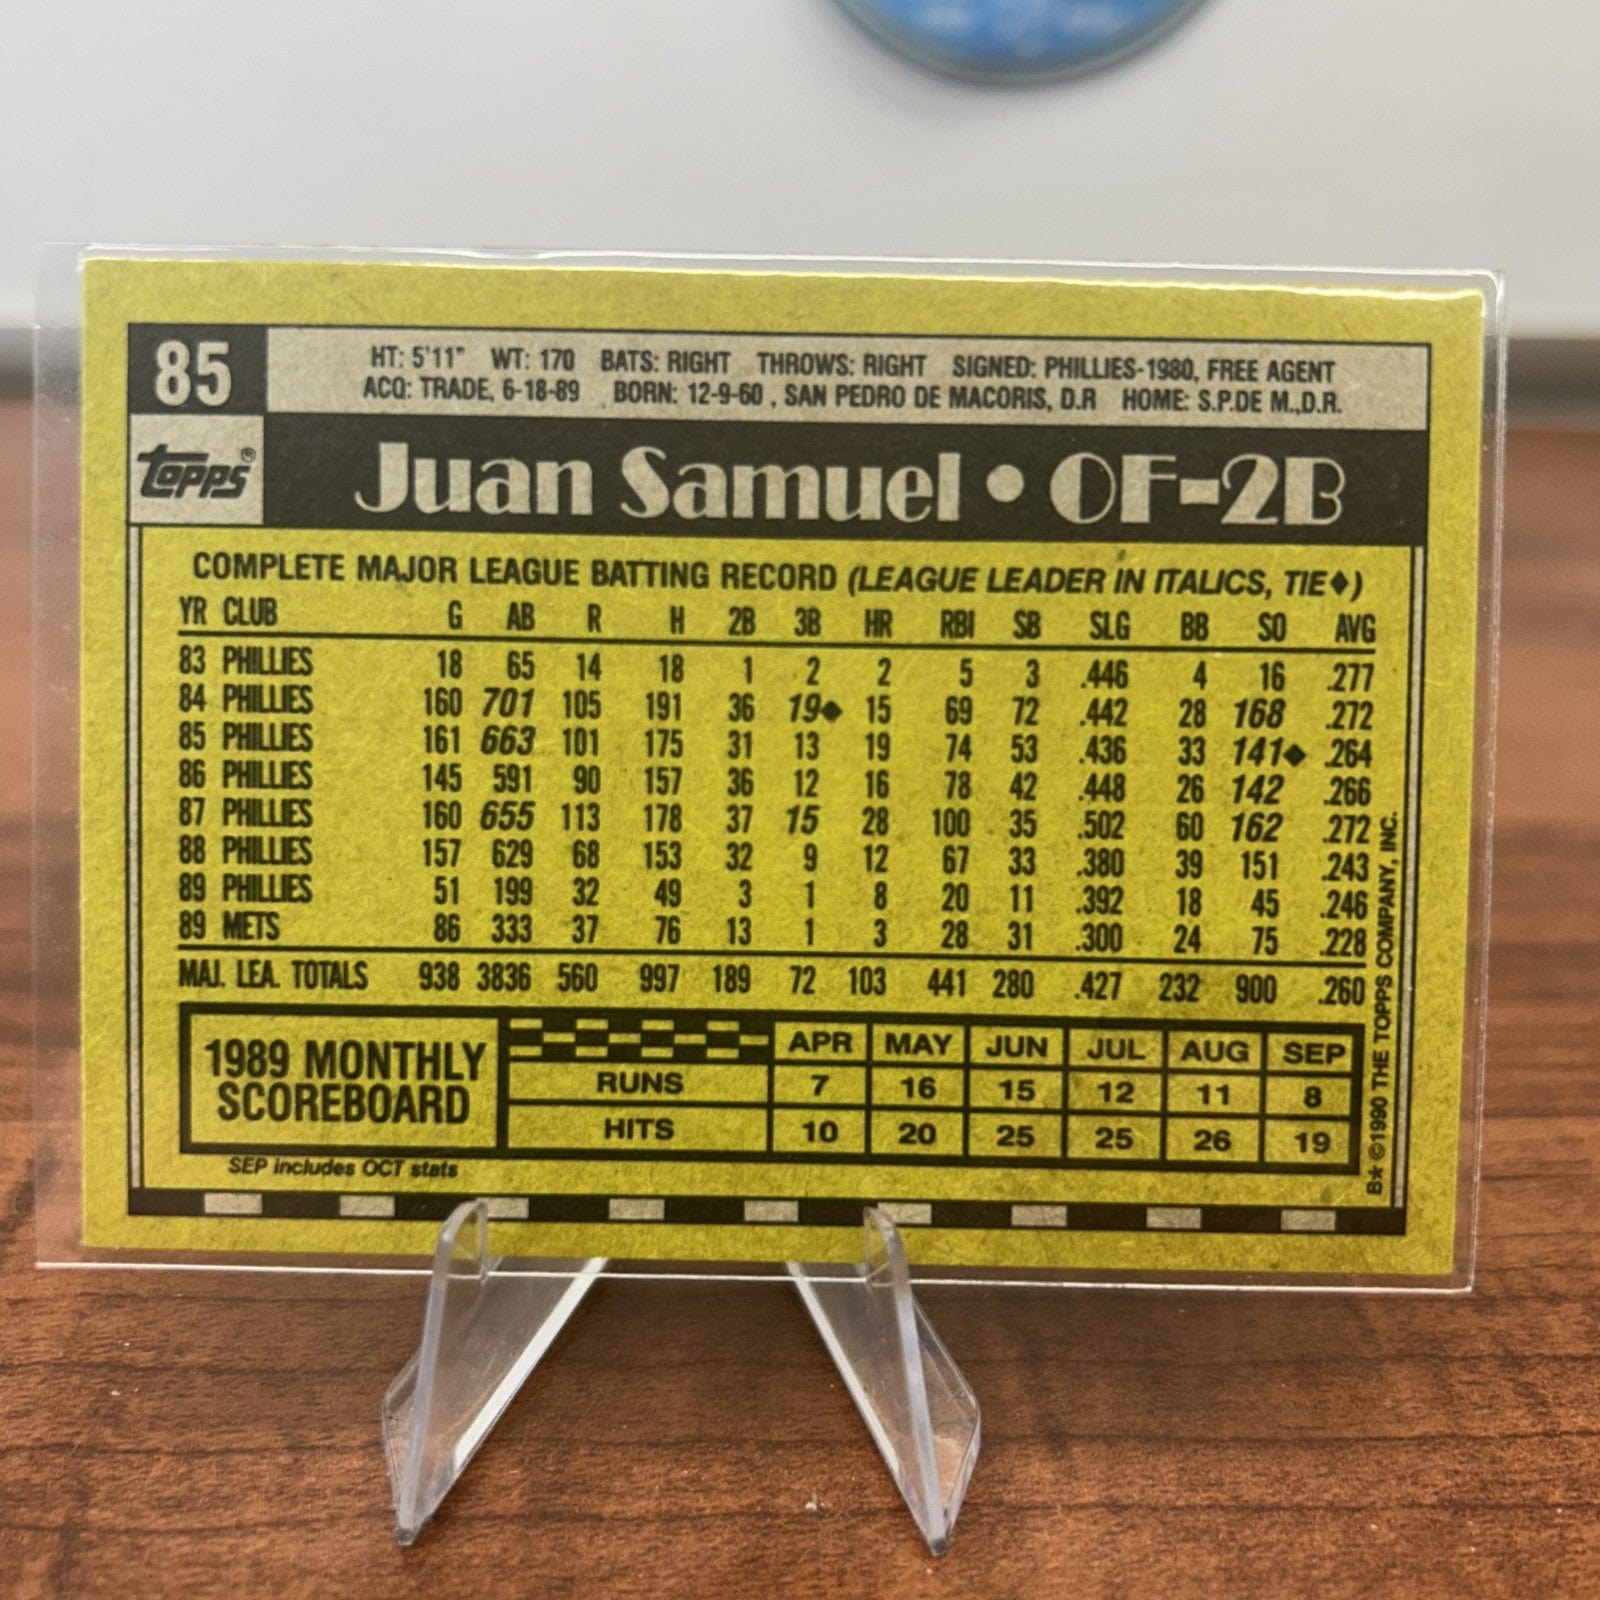 85
HT: 5'11" WT: 170 BATS: RIGHT THROWS: RIGHT SIGNED: PHILLIES-1980, FREE AGENT
ACQ: TRADE, 6-18-89 BORN: 12-9-60 , SAN PEDRO DE MACORIS, D.R HOME: S.P.DE M.,D.R.
topps®
Juan Samuel • OF-2B
COMPLETE MAJOR LEAGUE BATTING RECORD (LEAGUE LEADER IN ITALICS, TIE♦)
YR CLUB G AB R H 2B 3B HR RBI SB SLG BB SO AVG
83 PHILLIES 18 65 14 18 1 2 2 5 3 .446 4 16 .277
84 PHILLIES 160 701 105 191 36 19♦ 15 69 72 .442 28 168 .272
85 PHILLIES 161 663 101 175 31 13 19 74 53 .436 33 141♦ .264
86 PHILLIES 145 591 90 157 36 12 16 78 42 .448 26 142 .266
87 PHILLIES 160 655 113 178 37 15 28 100 35 .502 60 162 .272
88 PHILLIES 157 629 68 153 32 9 12 67 33 .380 39 151 .243
89 PHILLIES 51 199 32 49 3 1 8 20 11 .392 18 45 .246
89 METS 86 333 37 76 13 1 3 28 31 .300 24 75 .228
MAJ. LEA. TOTALS 938 3836 560 997 189 72 103 441 280 .427 232 900 .260
1989 MONTHLY
SCOREBOARD
APR MAY JUN JUL AUG SEP
RUNS 7 16 15 12 11 8
HITS 10 20 25 25 26 19
SEP includes OCT stats
B★ ©1990 THE TOPPS COMPANY, INC.